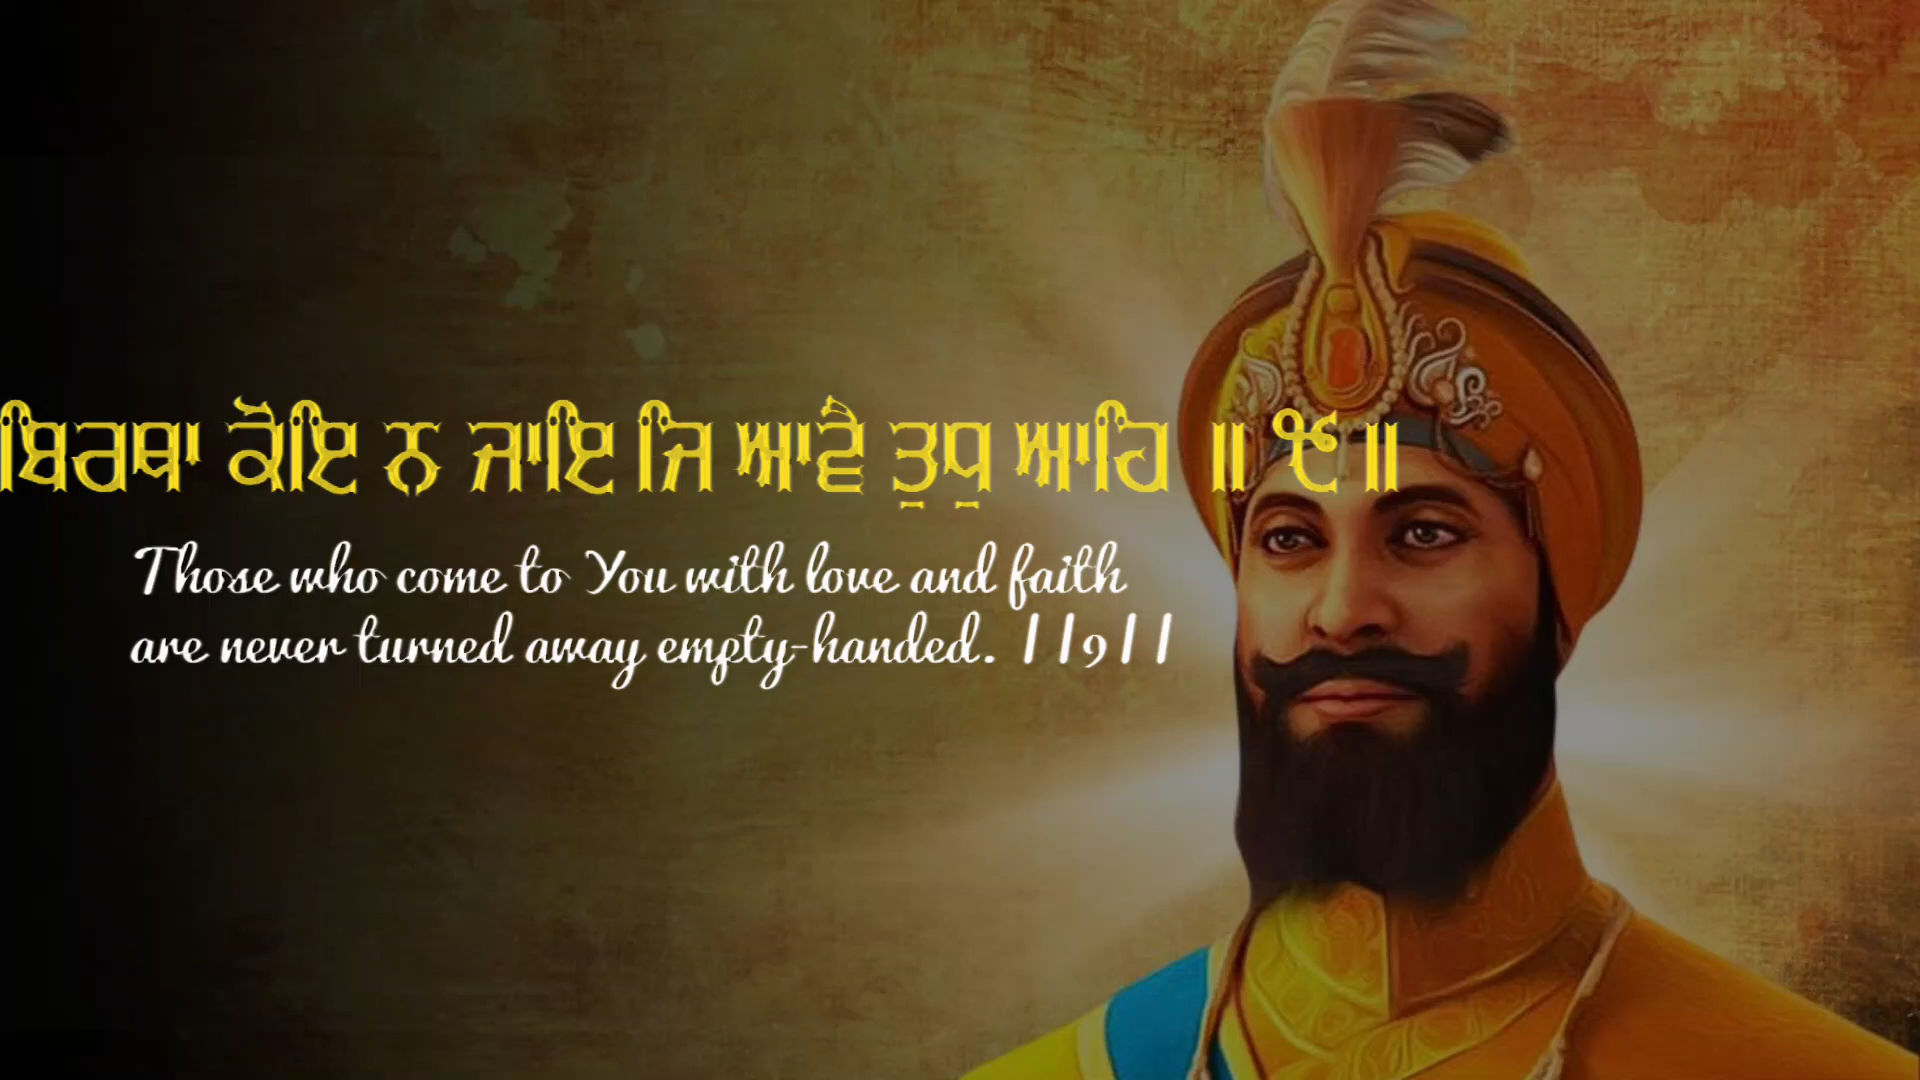 ਬਿਰਥਾ ਕੋਇ ਨ ਜਾਇ ਜਿ ਆਵੈ ਤੁਧੁ ਆਹਿ ॥੯॥
Those who come to You with love and faith
are never turned away empty-handed. ||9||